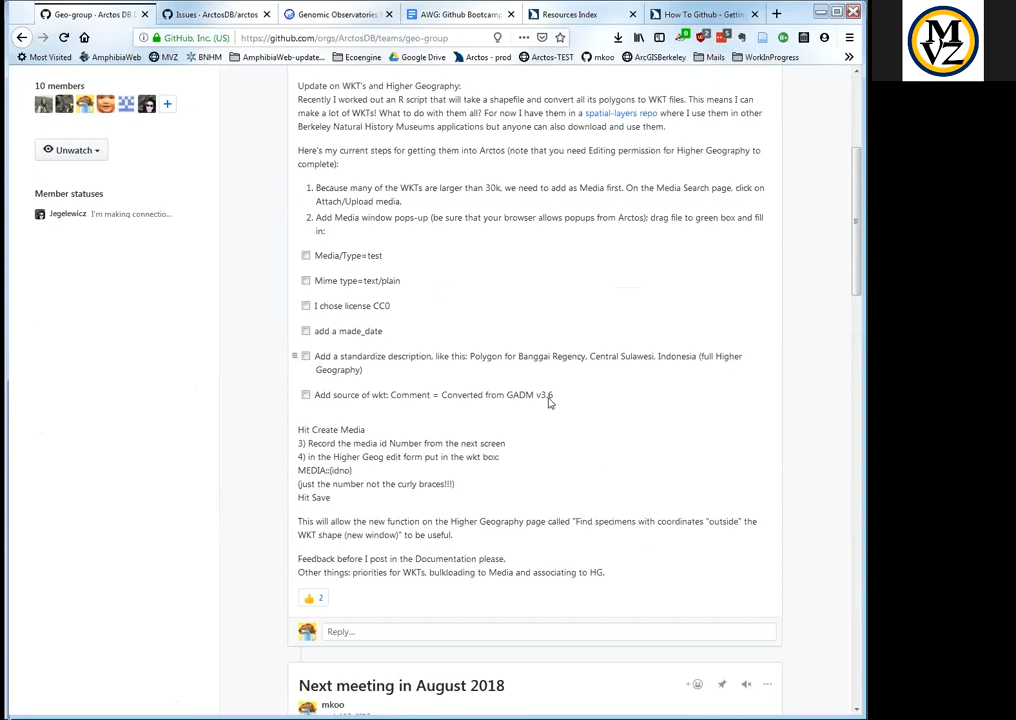 Geo-group - Arctos DB
Issues - ArctosDB/arctos
Genomic Observatories
AWG: Github Bootcamp
Resources Index
How To Github - Gettin
GitHub, Inc. (US)
https://github.com/orgs/ArctosDB/teams/geo-group
Most Visited
AmphibiaWeb
MVZ
BNHM
AmphibiaWeb-update...
Ecoengine
Google Drive
Arctos - prod
Arctos-TEST
mkoo
ArcGISBerkeley
Mails
WorkInProgress
10 members
Unwatch
Member statuses
Jegelewicz I'm making connectio...
Update on WKT's and Higher Geography:
Recently I worked out an R script that will take a shapefile and convert all its polygons to WKT files. This means I can
make a lot of WKTs! What to do with them all? For now I have them in a spatial-layers repo where I use them in other
Berkeley Natural History Museums applications but anyone can also download and use them.
Here's my current steps for getting them into Arctos (note that you need Editing permission for Higher Geography to
complete):
1. Because many of the WKTs are larger than 30k, we need to add as Media first. On the Media Search page, click on
Attach/Upload media.
2. Add Media window pops-up (be sure that your browser allows popups from Arctos); drag file to green box and fill
in:
Media/Type=test
Mime type=text/plain
I chose license CC0
add a made_date
Add a standardize description, like this: Polygon for Banggai Regency, Central Sulawesi, Indonesia (full Higher
Geography)
Add source of wkt: Comment = Converted from GADM v3.6
Hit Create Media
3) Record the media id Number from the next screen
4) in the Higher Geog edit form put in the wkt box:
MEDIA::{idno}
(just the number not the curly braces!!!)
Hit Save
This will allow the new function on the Higher Geography page called "Find specimens with coordinates "outside" the
WKT shape (new window)" to be useful.
Feedback before I post in the Documentation please.
Other things: priorities for WKTs, bulkloading to Media and associating to HG.
2
Reply...
Next meeting in August 2018
mkoo
MVZ